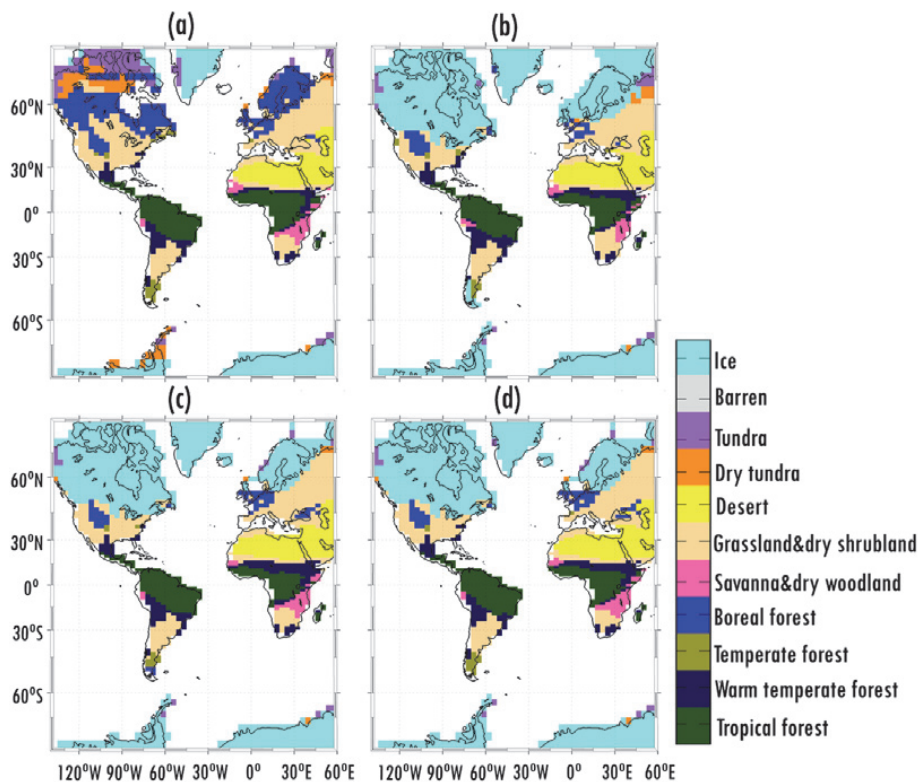 (a)
(b)
60°N
30°N
0°
30°S
60°S
(c)
(d)
60°N
30°N
0°
30°S
60°S
120°W 90°W 60°W 30°W 0° 30°E 60°E
120°W 90°W 60°W 30°W 0° 30°E 60°E
Ice
Barren
Tundra
Dry tundra
Desert
Grassland&dry shrubland
Savanna&dry woodland
Boreal forest
Temperate forest
Warm temperate forest
Tropical forest